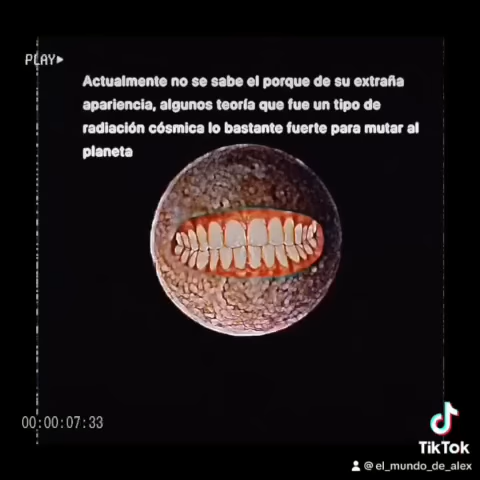 PLAY▶
Actualmente no se sabe el porque de su extraña
apariencia, algunos teoría que fue un tipo de
radiación cósmica lo bastante fuerte para mutar al
planeta
00:00:07:33
TikTok
@el_mundo_de_alex